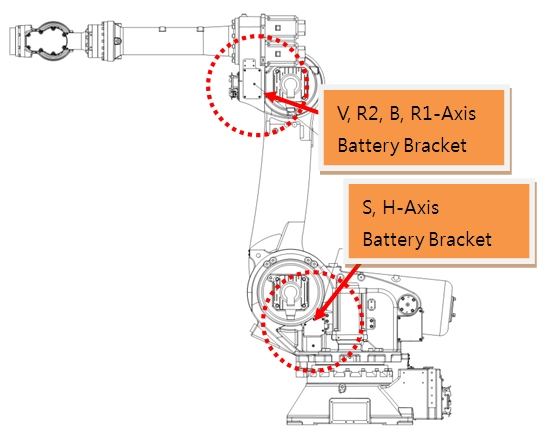 V, R2, B, R1-Axis
Battery Bracket
S, H-Axis
Battery Bracket